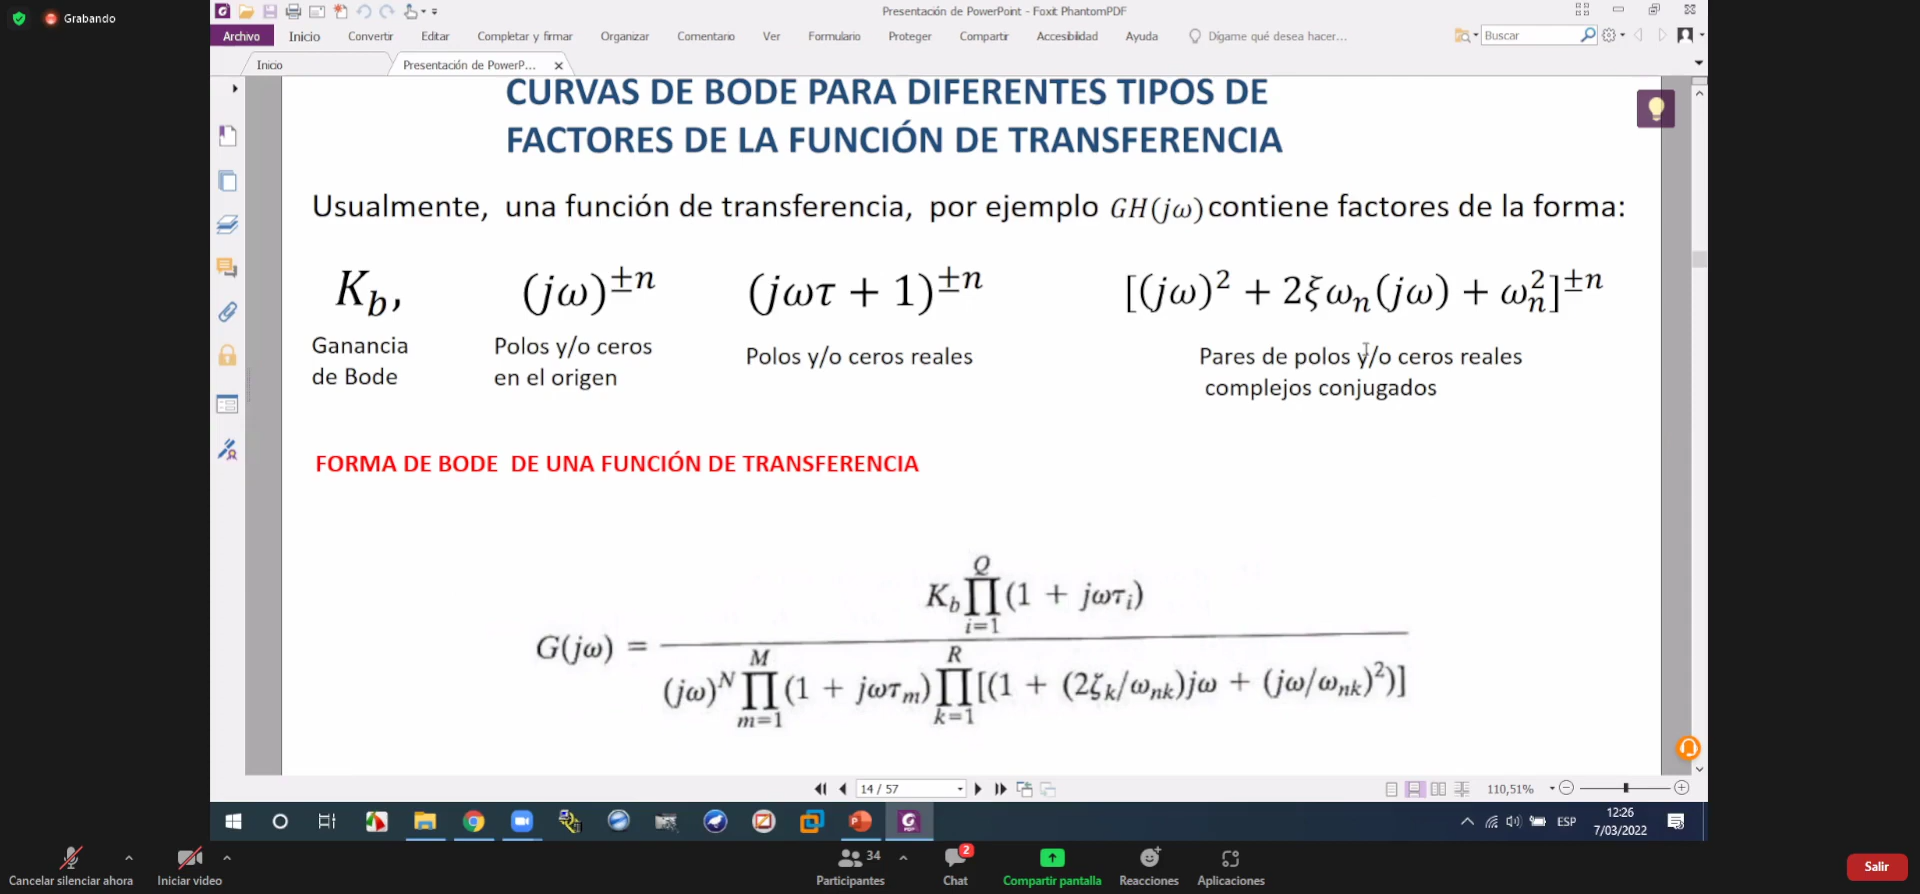 Grabando
Presentación de PowerPoint - Foxit PhantomPDF
Archivo Inicio Convertir Editar Completar y firmar Organizar Comentario Ver Formulario Proteger Compartir Accesibilidad Ayuda Dígame qué desea hacer... Buscar
Inicio Presentación de PowerP...
CURVAS DE BODE PARA DIFERENTES TIPOS DE
FACTORES DE LA FUNCIÓN DE TRANSFERENCIA
Usualmente, una función de transferencia, por ejemplo GH(jω) contiene factores de la forma:
K_b, (jω)^{±n} (jωτ + 1)^{±n} [(jω)^2 + 2ξω_n(jω) + ω_n^2]^{±n}
Ganancia
de Bode
Polos y/o ceros
en el origen
Polos y/o ceros reales
Pares de polos y/o ceros reales
complejos conjugados
FORMA DE BODE DE UNA FUNCIÓN DE TRANSFERENCIA
G(jω) = \frac{K_b ∏_{i=1}^{Q} (1 + jωτ_i)}{(jω)^N ∏_{m=1}^{M} (1 + jωτ_m) ∏_{k=1}^{R} [(1 + (2ζ_k/ω_{nk})jω + (jω/ω_{nk})^2)]}
14 / 57
110,51%
ESP
12:26
7/03/2022
Cancelar silenciar ahora
Iniciar video
34
Participantes
2
Chat
Compartir pantalla
Reacciones
Aplicaciones
Salir